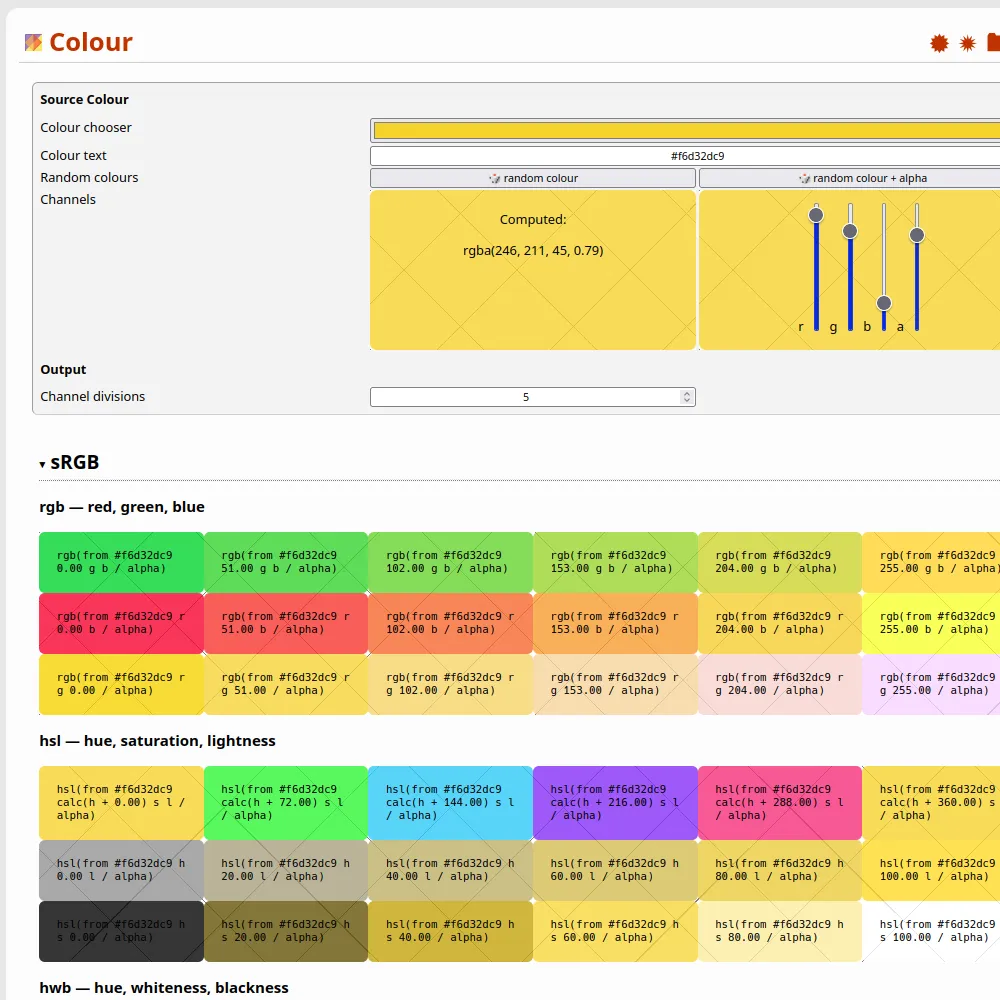 Colour
Source Colour
Colour chooser
Colour text
#f6d32dc9
Random colours
random colour
random colour + alpha
Channels
Computed:
rgba(246, 211, 45, 0.79)
r g b a
Output
Channel divisions
5
▾ sRGB
rgb — red, green, blue
rgb(from #f6d32dc9 0.00 g b / alpha)
rgb(from #f6d32dc9 51.00 g b / alpha)
rgb(from #f6d32dc9 102.00 g b / alpha)
rgb(from #f6d32dc9 153.00 g b / alpha)
rgb(from #f6d32dc9 204.00 g b / alpha)
rgb(from #f6d32dc9 255.00 g b / alpha)
rgb(from #f6d32dc9 r 0.00 b / alpha)
rgb(from #f6d32dc9 r 51.00 b / alpha)
rgb(from #f6d32dc9 r 102.00 b / alpha)
rgb(from #f6d32dc9 r 153.00 b / alpha)
rgb(from #f6d32dc9 r 204.00 b / alpha)
rgb(from #f6d32dc9 255.00 b / alpha)
rgb(from #f6d32dc9 r g 0.00 / alpha)
rgb(from #f6d32dc9 r g 51.00 / alpha)
rgb(from #f6d32dc9 r g 102.00 / alpha)
rgb(from #f6d32dc9 r g 153.00 / alpha)
rgb(from #f6d32dc9 r g 204.00 / alpha)
rgb(from #f6d32dc9 g 255.00 / alpha)
hsl — hue, saturation, lightness
hsl(from #f6d32dc9 calc(h + 0.00) s l / alpha)
hsl(from #f6d32dc9 calc(h + 72.00) s l / alpha)
hsl(from #f6d32dc9 calc(h + 144.00) s l / alpha)
hsl(from #f6d32dc9 calc(h + 216.00) s l / alpha)
hsl(from #f6d32dc9 calc(h + 288.00) s l / alpha)
hsl(from #f6d32dc9 calc(h + 360.00) s / alpha)
hsl(from #f6d32dc9 h 0.00 l / alpha)
hsl(from #f6d32dc9 h 20.00 l / alpha)
hsl(from #f6d32dc9 h 40.00 l / alpha)
hsl(from #f6d32dc9 h 60.00 l / alpha)
hsl(from #f6d32dc9 h 80.00 l / alpha)
hsl(from #f6d32dc9 100.00 l / alpha)
hsl(from #f6d32dc9 h s 0.00 / alpha)
hsl(from #f6d32dc9 h s 20.00 / alpha)
hsl(from #f6d32dc9 h s 40.00 / alpha)
hsl(from #f6d32dc9 h s 60.00 / alpha)
hsl(from #f6d32dc9 h s 80.00 / alpha)
hsl(from #f6d32dc9 s 100.00 / alpha)
hwb — hue, whiteness, blackness